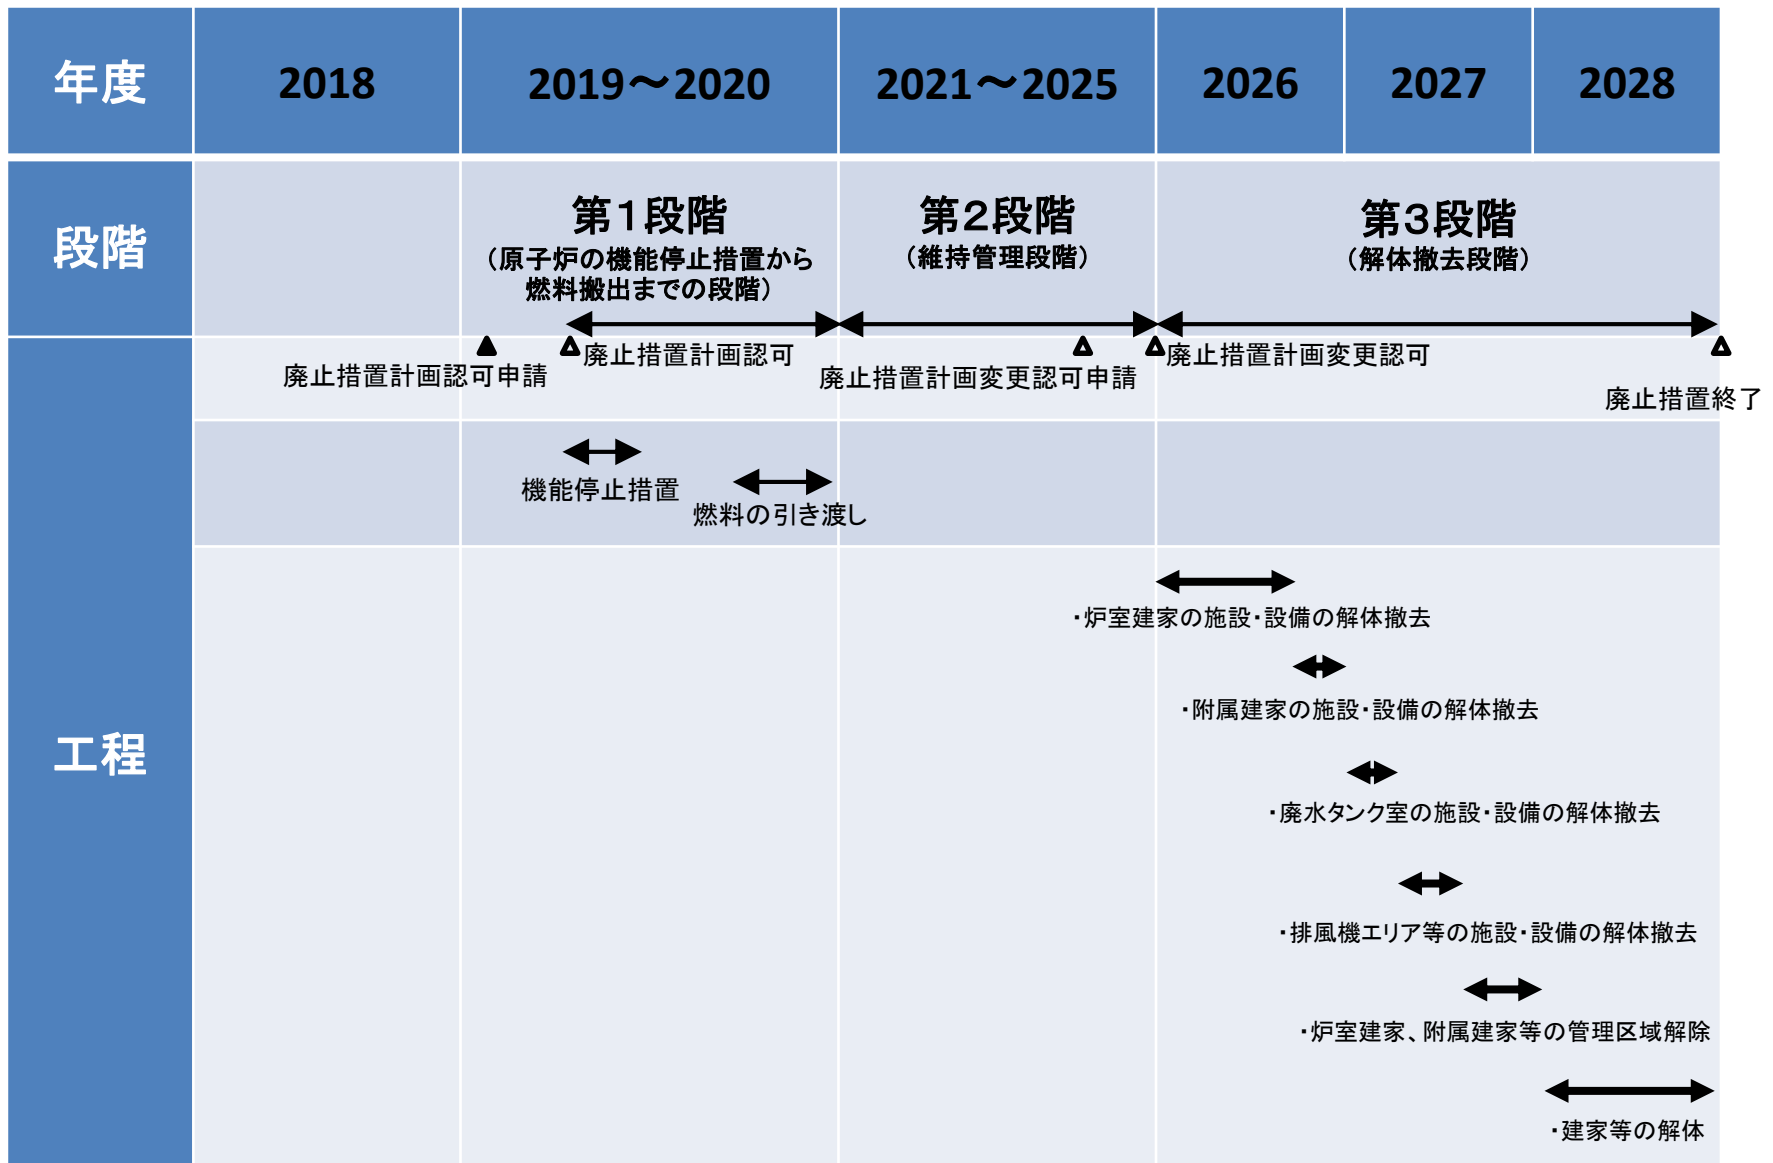 年度
2018
2019～2020
2021～2025
2026
2027
2028
段階
第1段階
（原子炉の機能停止措置から
燃料搬出までの段階）
第2段階
（維持管理段階）
第3段階
（解体撤去段階）
工程
廃止措置計画認可申請
廃止措置計画認可
廃止措置計画変更認可申請
廃止措置計画変更認可
廃止措置終了
機能停止措置
燃料の引き渡し
・炉室建家の施設・設備の解体撤去
・附属建家の施設・設備の解体撤去
・廃水タンク室の施設・設備の解体撤去
・排風機エリア等の施設・設備の解体撤去
・炉室建家、附属建家等の管理区域解除
・建家等の解体